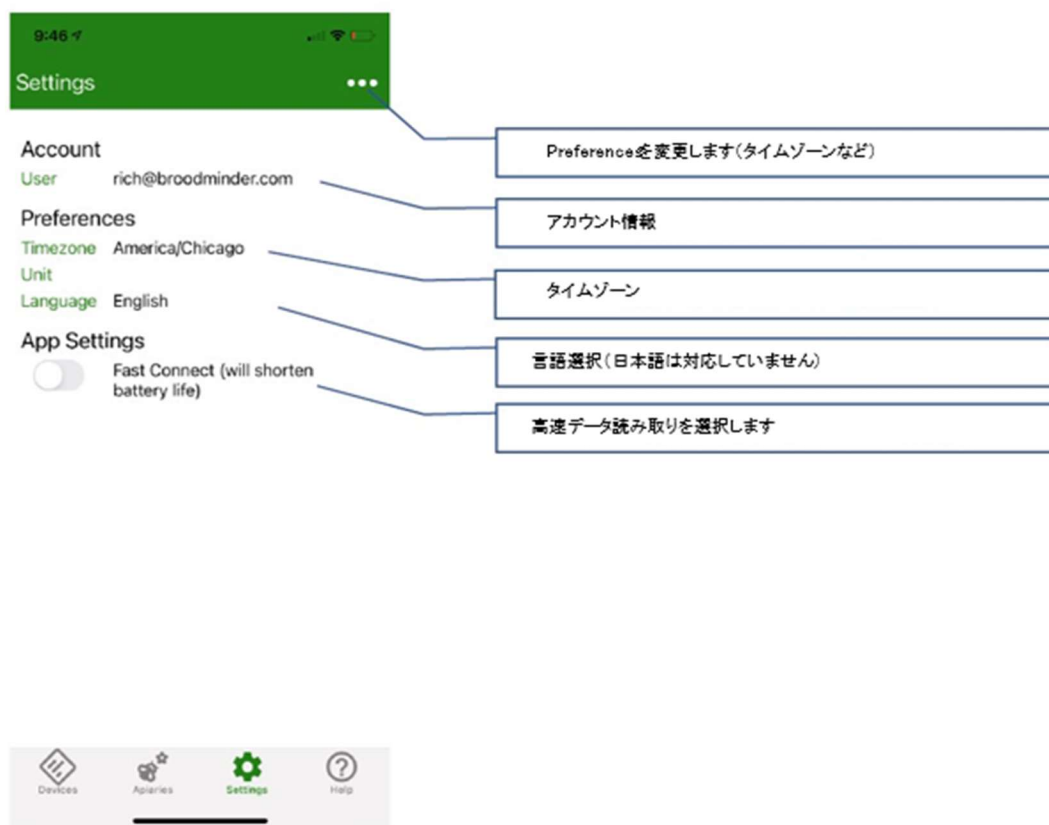 9:46
Settings
Preferenceを変更します(タイムゾーンなど)
Account
User rich@broodminder.com
アカウント情報
Preferences
Timezone America/Chicago
タイムゾーン
Unit
Language English
言語選択(日本語は対応していません)
App Settings
Fast Connect (will shorten
battery life)
高速データ読み取りを選択します
Devices Apiaries Settings Help